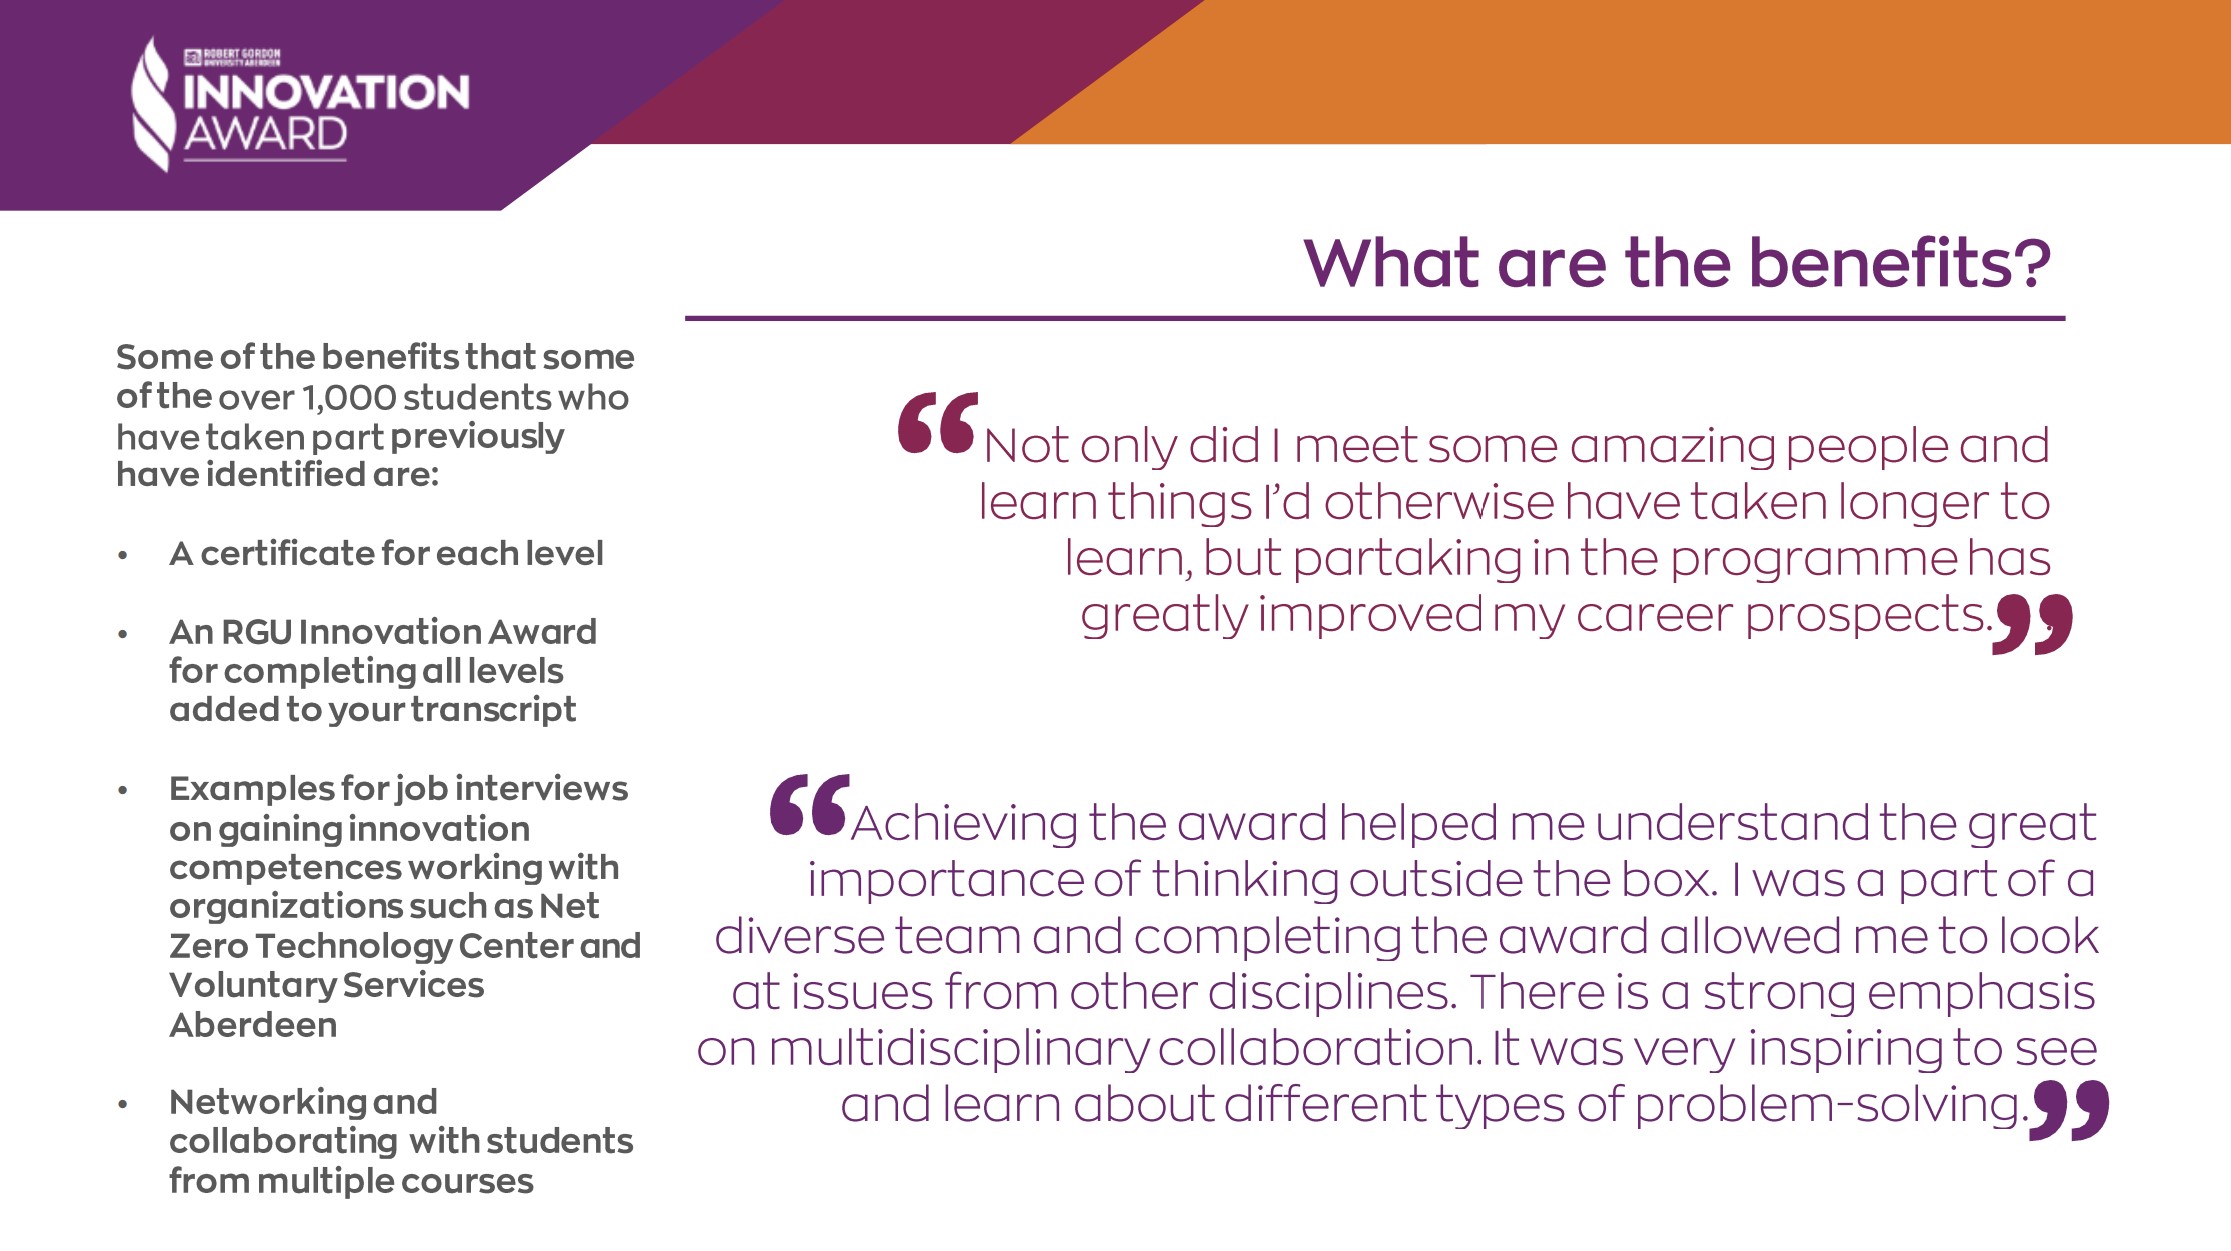 ROBERT GORDON
UNIVERSITY ABERDEEN
INNOVATION
AWARD
What are the benefits?
Some of the benefits that some
of the over 1,000 students who
have taken part previously
have identified are:
• A certificate for each level
• An RGU Innovation Award
for completing all levels
added to your transcript
• Examples for job interviews
on gaining innovation
competences working with
organizations such as Net
Zero Technology Center and
Voluntary Services
Aberdeen
• Networking and
collaborating with students
from multiple courses
“Not only did I meet some amazing people and
learn things I’d otherwise have taken longer to
learn, but partaking in the programme has
greatly improved my career prospects.”
“Achieving the award helped me understand the great
importance of thinking outside the box. I was a part of a
diverse team and completing the award allowed me to look
at issues from other disciplines. There is a strong emphasis
on multidisciplinary collaboration. It was very inspiring to see
and learn about different types of problem-solving.”